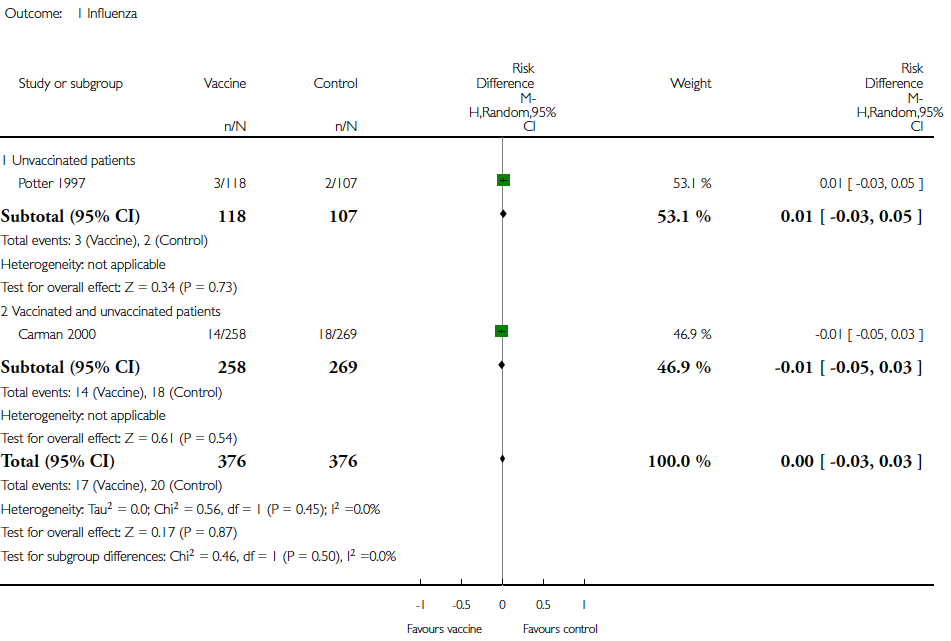 Outcome: 1 Influenza
Study or subgroup Vaccine Control Risk Difference M-H,Random,95% CI Weight Risk Difference M-H,Random,95% CI
n/N n/N
1 Unvaccinated patients
Potter 1997 3/118 2/107 53.1 % 0.01 [ -0.03, 0.05 ]
Subtotal (95% CI) 118 107 53.1 % 0.01 [ -0.03, 0.05 ]
Total events: 3 (Vaccine), 2 (Control)
Heterogeneity: not applicable
Test for overall effect: Z = 0.34 (P = 0.73)
2 Vaccinated and unvaccinated patients
Carman 2000 14/258 18/269 46.9 % -0.01 [ -0.05, 0.03 ]
Subtotal (95% CI) 258 269 46.9 % -0.01 [ -0.05, 0.03 ]
Total events: 14 (Vaccine), 18 (Control)
Heterogeneity: not applicable
Test for overall effect: Z = 0.61 (P = 0.54)
Total (95% CI) 376 376 100.0 % 0.00 [ -0.03, 0.03 ]
Total events: 17 (Vaccine), 20 (Control)
Heterogeneity: Tau² = 0.0; Chi² = 0.56, df = 1 (P = 0.45); I² =0.0%
Test for overall effect: Z = 0.17 (P = 0.87)
Test for subgroup differences: Chi² = 0.46, df = 1 (P = 0.50), I² =0.0%
-1 -0.5 0 0.5 1
Favours vaccine Favours control